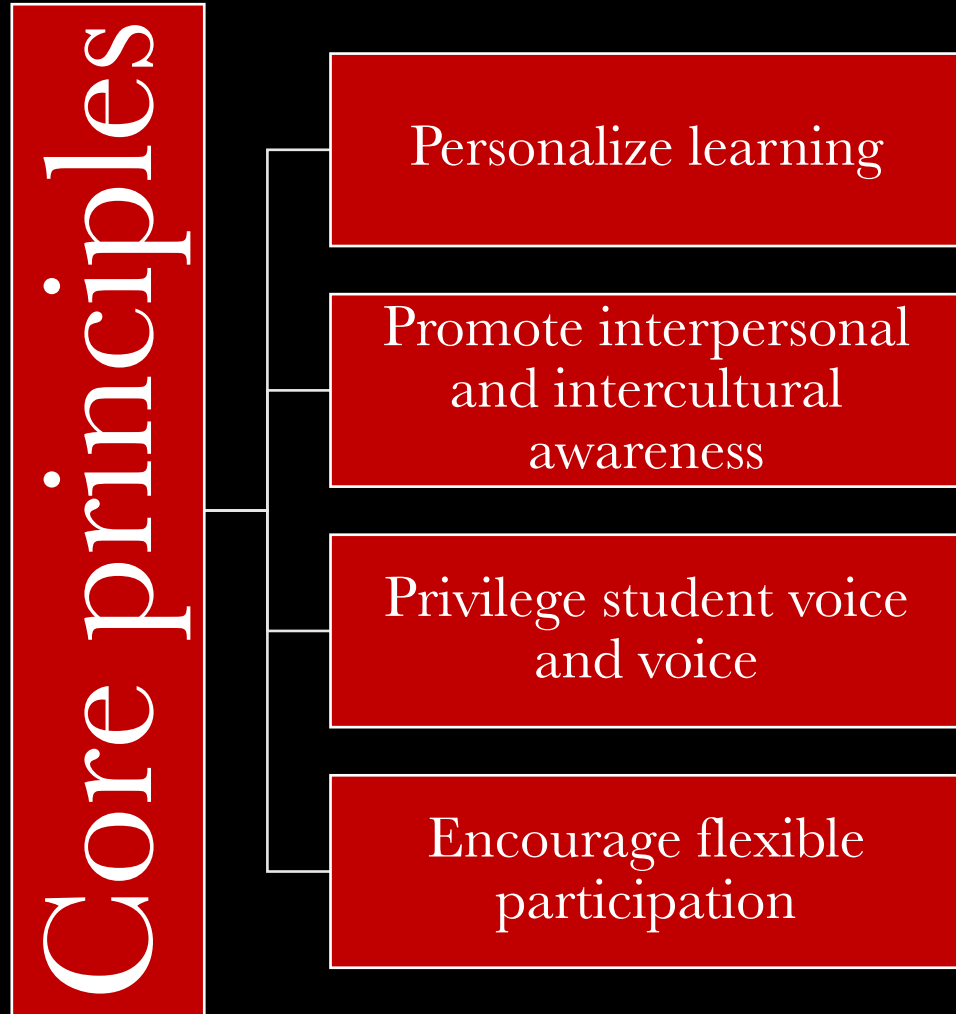 Core principles
Personalize learning
Promote interpersonal
and intercultural
awareness
Privilege student voice
and voice
Encourage flexible
participation